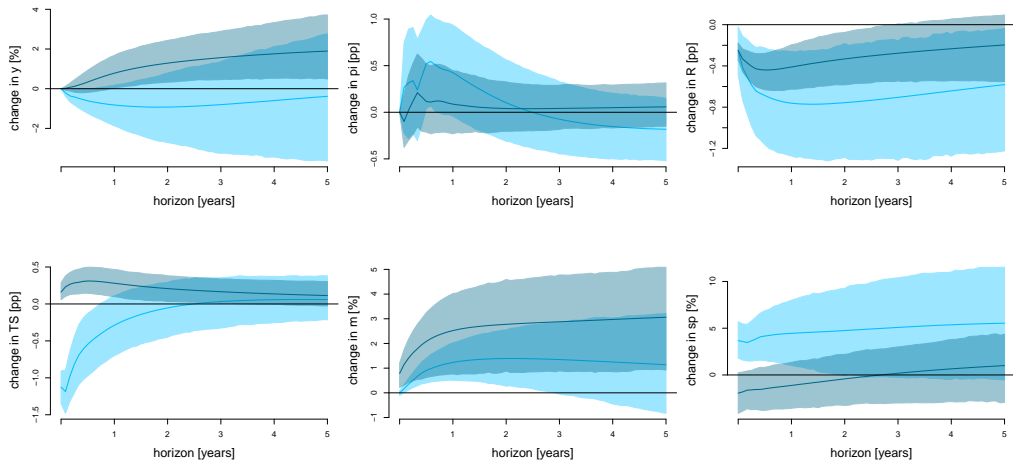 change in y [%]
4
2
0
−2
1 2 3 4 5
horizon [years]
change in pi [pp]
1.0
0.5
0.0
−0.5
1 2 3 4 5
horizon [years]
change in R [pp]
0.0
−0.4
−0.8
−1.2
1 2 3 4 5
horizon [years]
change in TS [pp]
0.5
0.0
−0.5
−1.0
−1.5
1 2 3 4 5
horizon [years]
change in m [%]
5
4
3
2
1
0
−1
1 2 3 4 5
horizon [years]
change in sp [%]
10
5
0
1 2 3 4 5
horizon [years]